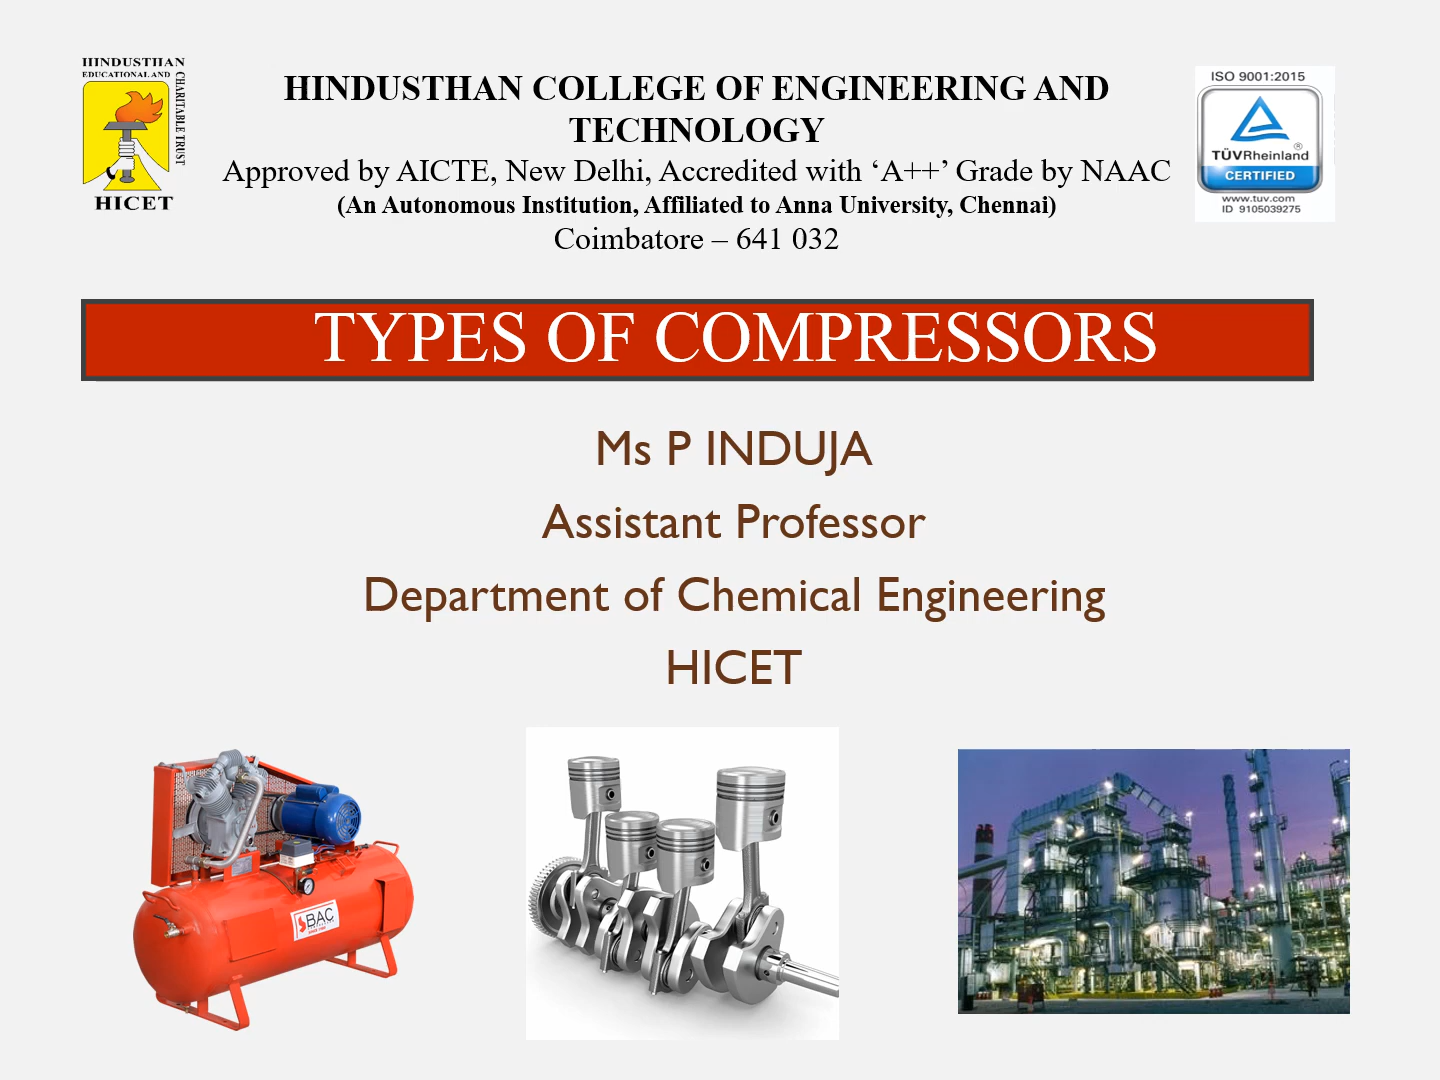 HINDUSTHAN
EDUCATIONAL AND
CHARITABLE TRUST
HICET
HINDUSTHAN COLLEGE OF ENGINEERING AND
TECHNOLOGY
Approved by AICTE, New Delhi, Accredited with ‘A++’ Grade by NAAC
(An Autonomous Institution, Affiliated to Anna University, Chennai)
Coimbatore – 641 032
ISO 9001:2015
TÜVRheinland®
CERTIFIED
www.tuv.com
ID 9105039275
TYPES OF COMPRESSORS
Ms P INDUJA
Assistant Professor
Department of Chemical Engineering
HICET
BAC